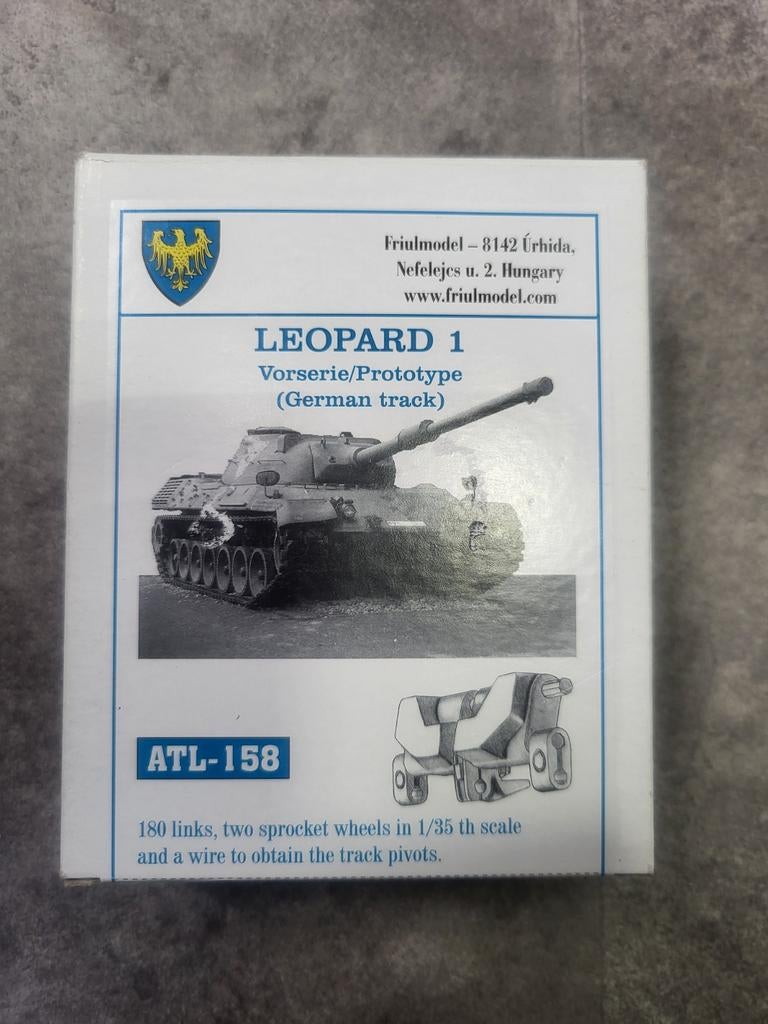 Friulmodel – 8142 Úrhida,
Nefelejcs u. 2. Hungary
www.friulmodel.com
LEOPARD 1
Vorserie/Prototype
(German track)
ATL-158
180 links, two sprocket wheels in 1/35 th scale
and a wire to obtain the track pivots.